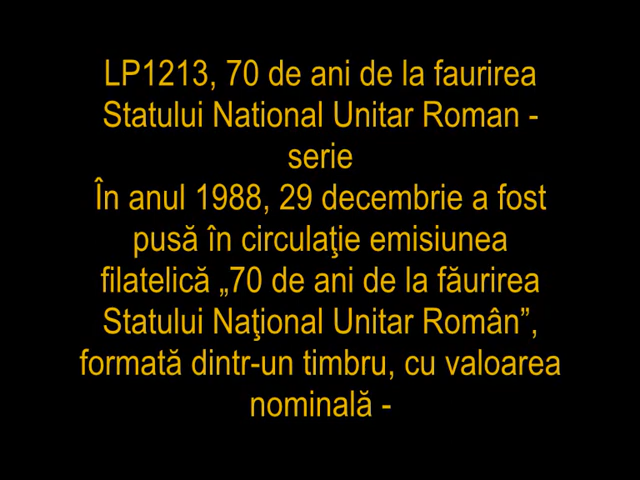 LP1213, 70 de ani de la faurirea
Statului National Unitar Roman -
serie
În anul 1988, 29 decembrie a fost
pusă în circulaţie emisiunea
filatelică „70 de ani de la făurirea
Statului Naţional Unitar Român”,
formată dintr-un timbru, cu valoarea
nominală -